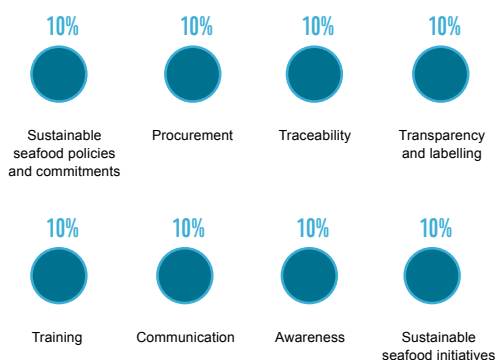 10%
10%
10%
10%
Sustainable
seafood policies
and commitments
Procurement
Traceability
Transparency
and labelling
10%
10%
10%
10%
Training
Communication
Awareness
Sustainable
seafood initiatives